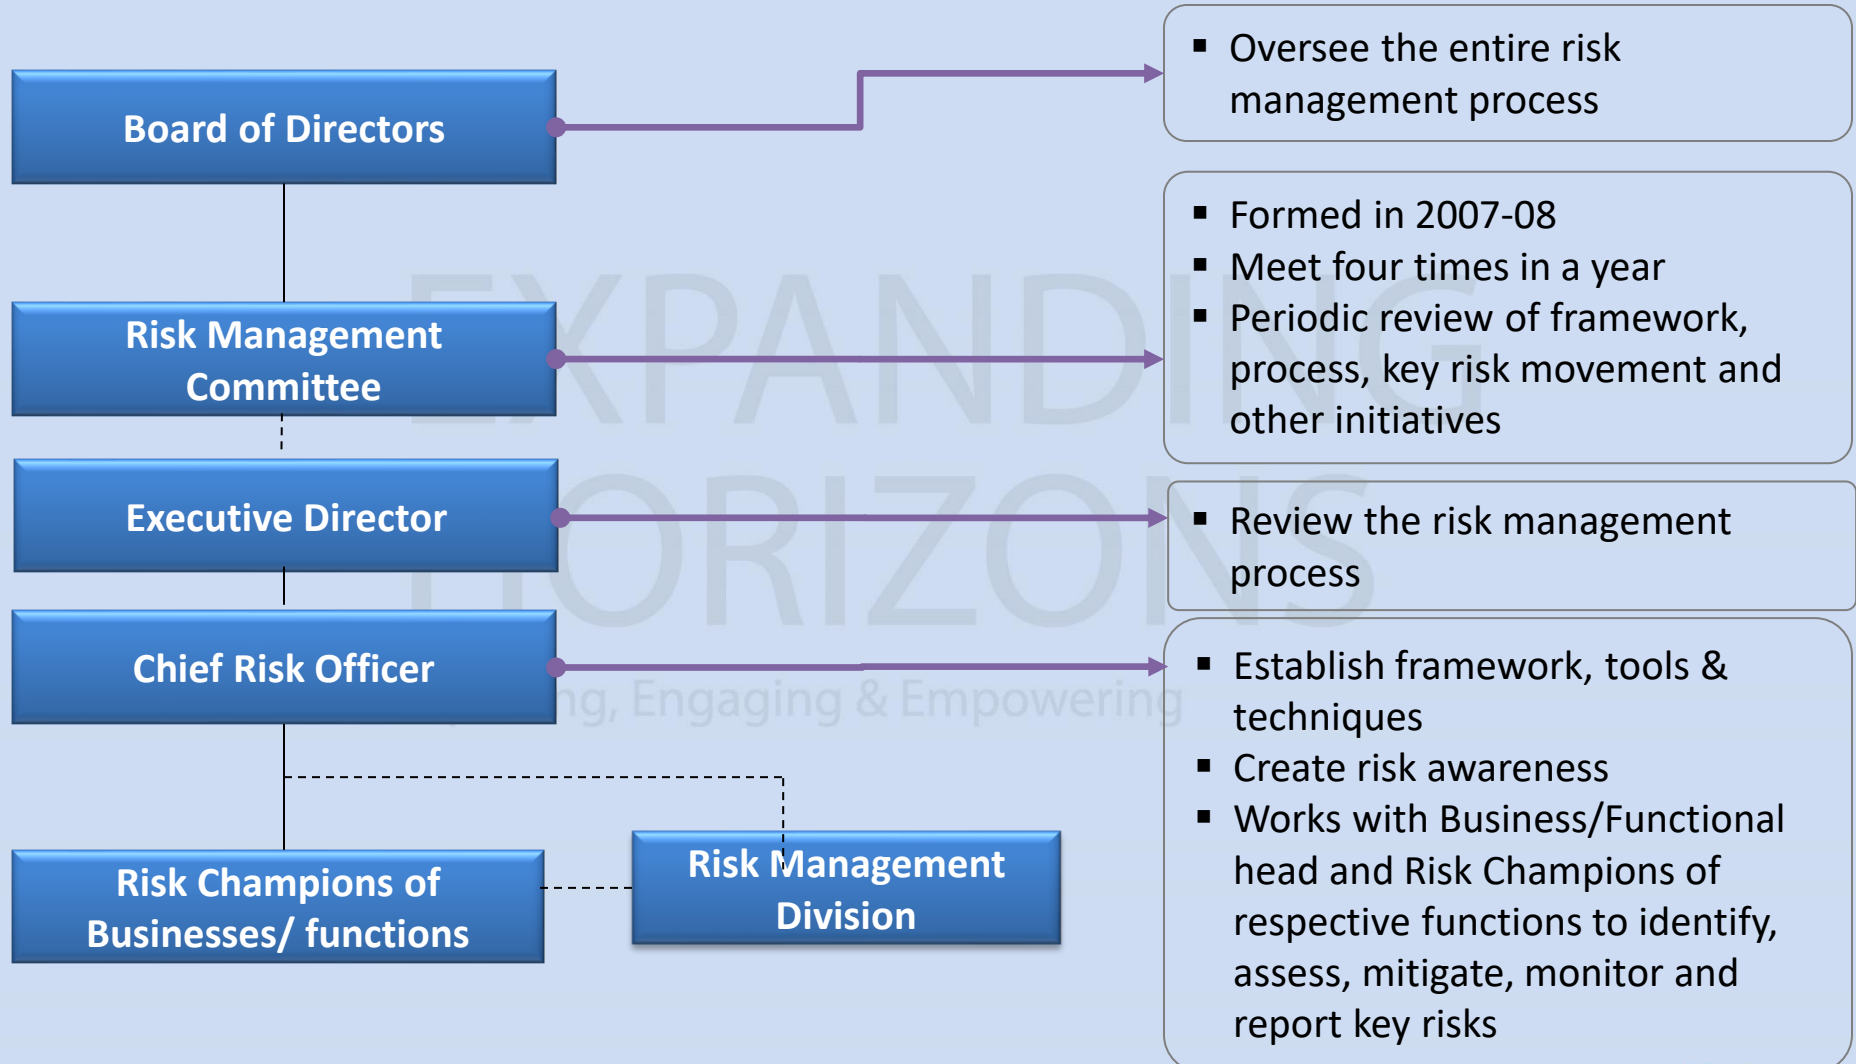 Board of Directors
▪ Oversee the entire risk
management process
Risk Management
Committee
▪ Formed in 2007-08
▪ Meet four times in a year
▪ Periodic review of framework,
process, key risk movement and
other initiatives
Executive Director
▪ Review the risk management
process
Chief Risk Officer
▪ Establish framework, tools &
techniques
▪ Create risk awareness
▪ Works with Business/Functional
head and Risk Champions of
respective functions to identify,
assess, mitigate, monitor and
report key risks
Risk Champions of
Businesses/ functions
Risk Management
Division
EXPANDING
HORIZONS
Engaging & Empowering